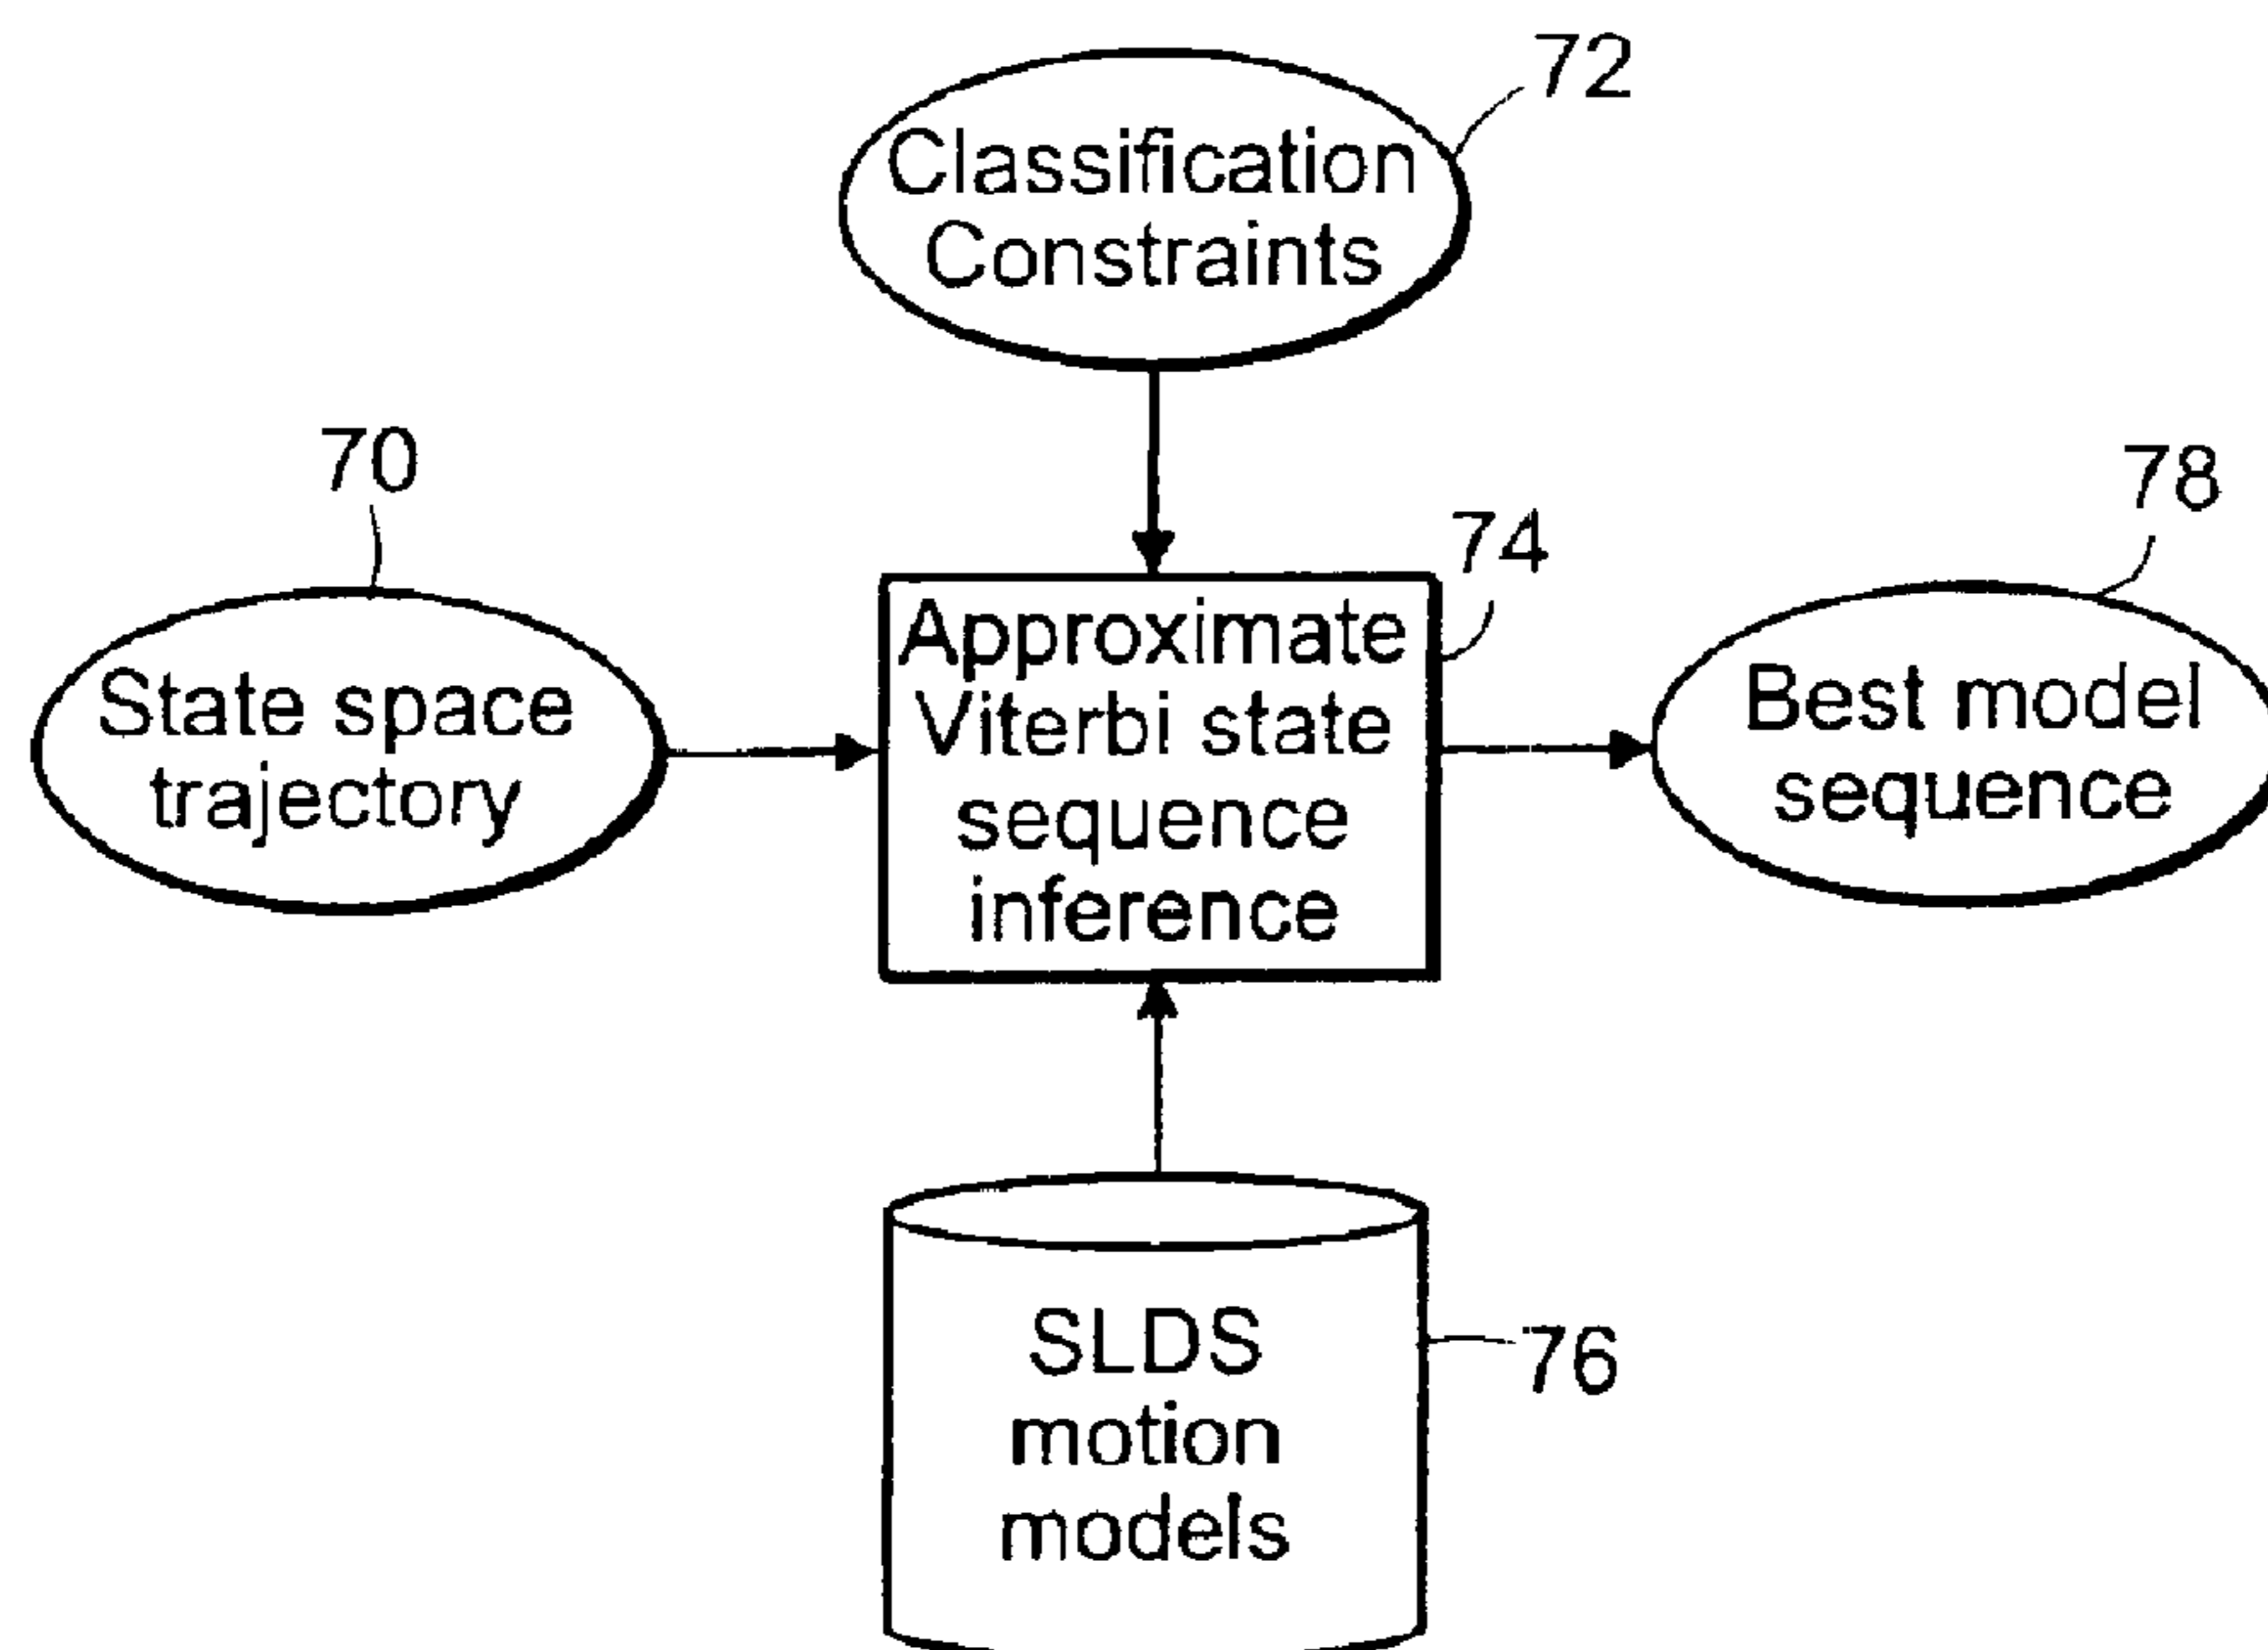 72
Classification
Constraints
70
State space
trajectory
74
Approximate
Viterbi state
sequence
inference
78
Best model
sequence
SLDS
motion
models
76